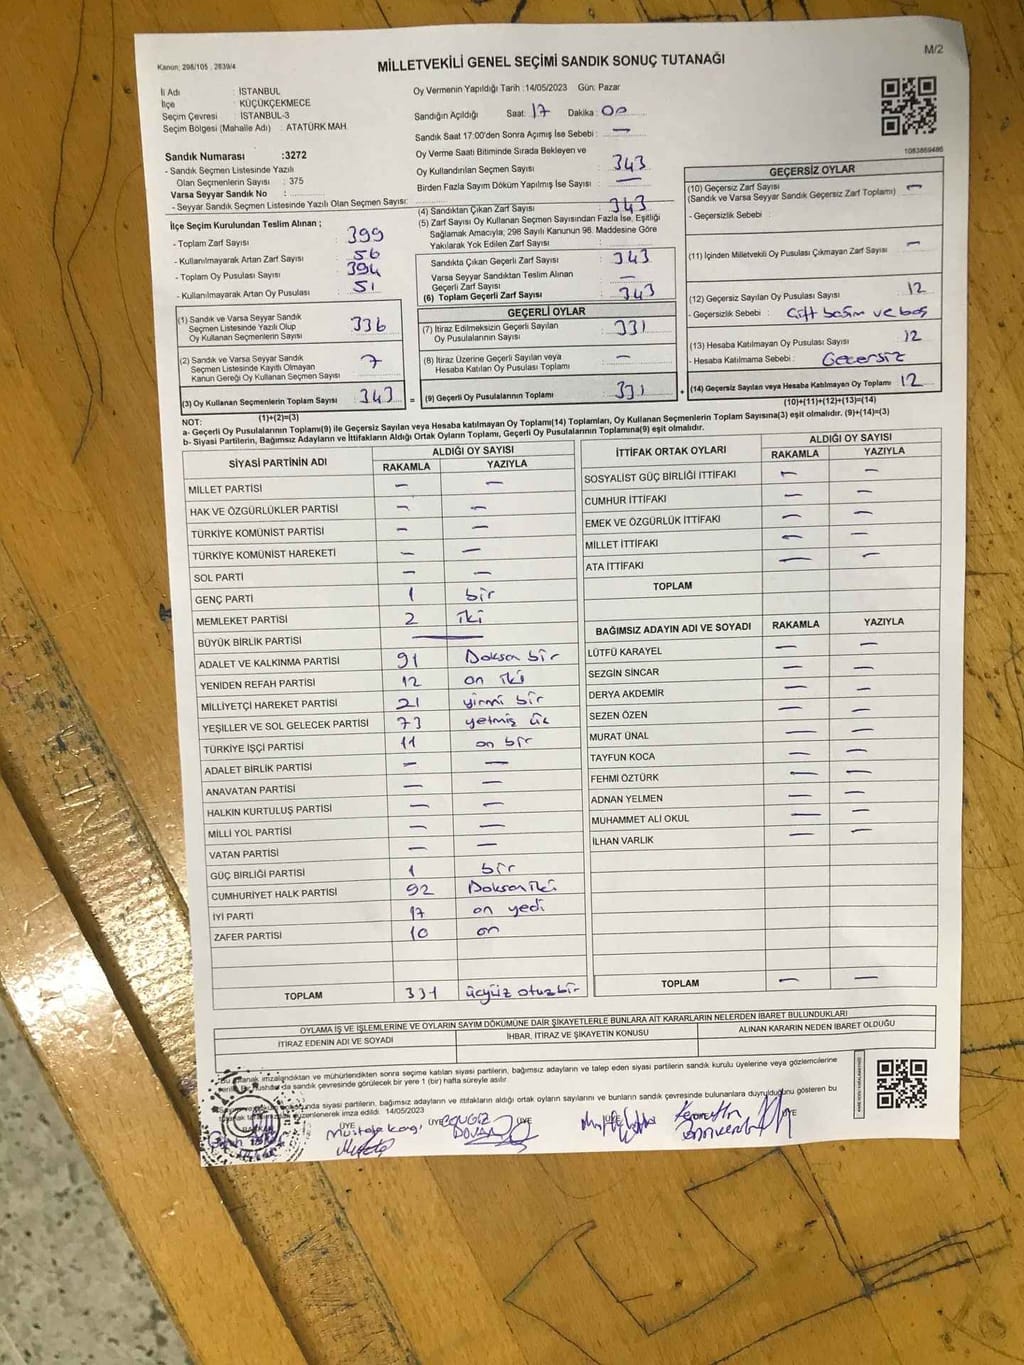 Kanun: 298/105 , 2839/4
MİLLETVEKİLİ GENEL SEÇİMİ SANDIK SONUÇ TUTANAĞI
M/2
İl Adı : İSTANBUL
İlçe : KÜÇÜKÇEKMECE
Seçim Çevresi : İSTANBUL-3
Seçim Bölgesi (Mahalle Adı) : ATATÜRK MAH.
Oy Vermenin Yapıldığı Tarih :14/05/2023 Gün: Pazar
Sandığın Açıldığı Saat: 17 Dakika: 00
Sandık Saat 17:00'den Sonra Açımış İse Sebebi : —
Sandık Numarası :3272
- Sandık Seçmen Listesinde Yazılı
Olan Seçmenlerin Sayısı : 375
Varsa Seyyar Sandık No :
- Seyyar Sandık Seçmen Listesinde Yazılı Olan Seçmen Sayısı:
Oy Verme Saati Bitiminde Sırada Bekleyen ve
Oy Kullandırılan Seçmen Sayısı : 343
Birden Fazla Sayım Döküm Yapılmış İse Sayısı : —
1083869486
İlçe Seçim Kurulundan Teslim Alınan ;
- Toplam Zarf Sayısı : 399
- Kullanılmayarak Artan Zarf Sayısı : 56
- Toplam Oy Pusulası Sayısı : 394
- Kullanılmayarak Artan Oy Pusulası : 51
(4) Sandıktan Çıkan Zarf Sayısı : 343
(5) Zarf Sayısı Oy Kullanan Seçmen Sayısından Fazla İse, Eşitliği
Sağlamak Amacıyla; 298 Sayılı Kanunun 98. Maddesine Göre
Yakılarak Yok Edilen Zarf Sayısı :
Sandıkta Çıkan Geçerli Zarf Sayısı : 343
Varsa Seyyar Sandıktan Teslim Alınan
Geçerli Zarf Sayısı : —
(6) Toplam Geçerli Zarf Sayısı : 343
GEÇERSİZ OYLAR
(10) Geçersiz Zarf Sayısı : —
(Sandık ve Varsa Seyyar Sandık Geçersiz Zarf Toplamı)
- Geçersizlik Sebebi :
(11) İçinden Milletvekili Oy Pusulası Çıkmayan Zarf Sayısı : —
(12) Geçersiz Sayılan Oy Pusulası Sayısı : 12
- Geçersizlik Sebebi : Çift basım ve boş
(13) Hesaba Katılmayan Oy Pusulası Sayısı : 12
- Hesaba Katılmama Sebebi : Geçersiz
(14) Geçersiz Sayılan veya Hesaba Katılmayan Oy Toplamı : 12
(10)+(11)+(12)+(13)=(14)
(1) Sandık ve Varsa Seyyar Sandık
Seçmen Listesinde Yazılı Olup
Oy Kullanan Seçmenlerin Sayısı : 336
(2) Sandık ve Varsa Seyyar Sandık
Seçmen Listesinde Kayıtlı Olmayan
Kanun Gereği Oy Kullanan Seçmen Sayısı : 7
(3) Oy Kullanan Seçmenlerin Toplam Sayısı : 343
(1)+(2)=(3)
GEÇERLİ OYLAR
(7) İtiraz Edilmeksizin Geçerli Sayılan
Oy Pusulalarının Sayısı : 331
(8) İtiraz Üzerine Geçerli Sayılan veya
Hesaba Katılan Oy Pusulası Toplamı : —
= (9) Geçerli Oy Pusulalarının Toplamı : 331 +
NOT:
a- Geçerli Oy Pusulalarının Toplamı(9) ile Geçersiz Sayılan veya Hesaba katılmayan Oy Toplamı(14) Toplamları, Oy Kullanan Seçmenlerin Toplam Sayısına(3) eşit olmalıdır. (9)+(14)=(3)
b- Siyasi Partilerin, Bağımsız Adayların ve İttifakların Aldığı Ortak Oyların Toplamı, Geçerli Oy Pusulalarının Toplamına(9) eşit olmalıdır.
SİYASİ PARTİNİN ADI ALDIĞI OY SAYISI
RAKAMLA YAZIYLA
MİLLET PARTİSİ — —
HAK VE ÖZGÜRLÜKLER PARTİSİ — —
TÜRKİYE KOMÜNİST PARTİSİ — —
TÜRKİYE KOMÜNİST HAREKETİ — —
SOL PARTİ — —
GENÇ PARTİ 1 bir
MEMLEKET PARTİSİ 2 iki
BÜYÜK BİRLİK PARTİSİ —
ADALET VE KALKINMA PARTİSİ 91 Doksan bir
YENİDEN REFAH PARTİSİ 12 on iki
MİLLİYETÇİ HAREKET PARTİSİ 21 yirmi bir
YEŞİLLER VE SOL GELECEK PARTİSİ 73 yetmiş üç
TÜRKİYE İŞÇİ PARTİSİ 11 on bir
ADALET BİRLİK PARTİSİ — —
ANAVATAN PARTİSİ — —
HALKIN KURTULUŞ PARTİSİ — —
MİLLİ YOL PARTİSİ — —
VATAN PARTİSİ — —
GÜÇ BİRLİĞİ PARTİSİ 1 bir
CUMHURİYET HALK PARTİSİ 92 Doksan iki
İYİ PARTİ 17 on yedi
ZAFER PARTİSİ 10 on
TOPLAM 331 üçyüz otuz bir
İTTİFAK ORTAK OYLARI ALDIĞI OY SAYISI
RAKAMLA YAZIYLA
SOSYALİST GÜÇ BİRLİĞİ İTTİFAKI — —
CUMHUR İTTİFAKI — —
EMEK VE ÖZGÜRLÜK İTTİFAKI — —
MİLLET İTTİFAKI — —
ATA İTTİFAKI — —
TOPLAM
BAĞIMSIZ ADAYIN ADI VE SOYADI RAKAMLA YAZIYLA
LÜTFÜ KARAYEL — —
SEZGİN SİNCAR — —
DERYA AKDEMİR — —
SEZEN ÖZEN — —
MURAT ÜNAL — —
TAYFUN KOCA — —
FEHMİ ÖZTÜRK — —
ADNAN YELMEN — —
MUHAMMET ALİ OKUL — —
İLHAN VARLIK — —
TOPLAM — —
OYLAMA İŞ VE İŞLEMLERİNE VE OYLARIN SAYIM DÖKÜMÜNE DAİR ŞİKAYETLERLE BUNLARA AİT KARARLARIN NELERDEN İBARET BULUNDUKLARI
İTİRAZ EDENİN ADI VE SOYADI İHBAR, İTİRAZ VE ŞİKAYETİN KONUSU ALINAN KARARIN NEDEN İBARET OLDUĞU
Bu tutanak imzalandıktan ve mühürlendikten sonra seçime katılan siyasi partilerin, bağımsız adayların ve talep eden siyasi partilerin sandık kurulu üyelerine veya gözlemcilerine
sandık çevresinde görülecek bir yere 1 (bir) hafta süreyle asılır
siyasi partilerin, bağımsız adayların ve ittifakların aldığı ortak oyların sayılarını ve bunların sandık çevresinde bulunanlara duyrulduğunu gösteren bu
düzenlenerek imza edildi. 14/05/2023
ÜYE ÜYE ÜYE ÜYE ÜYE
Mustafa CENGİZ
DOĞAN